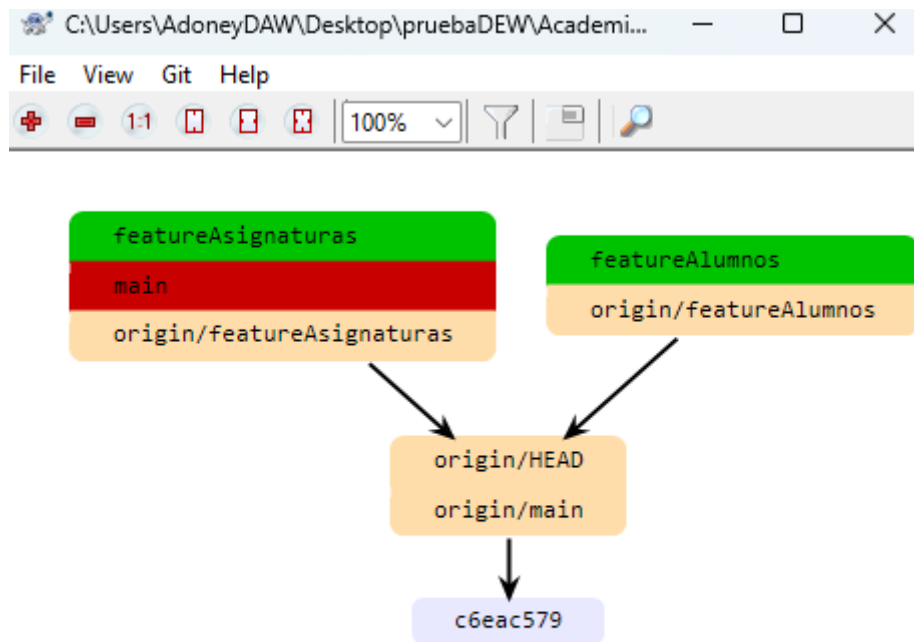 C:\Users\AdoneyDAW\Desktop\pruebaDEW\Academi...
File View Git Help
1:1 100%
featureAsignaturas
main
origin/featureAsignaturas
featureAlumnos
origin/featureAlumnos
origin/HEAD
origin/main
c6eac579